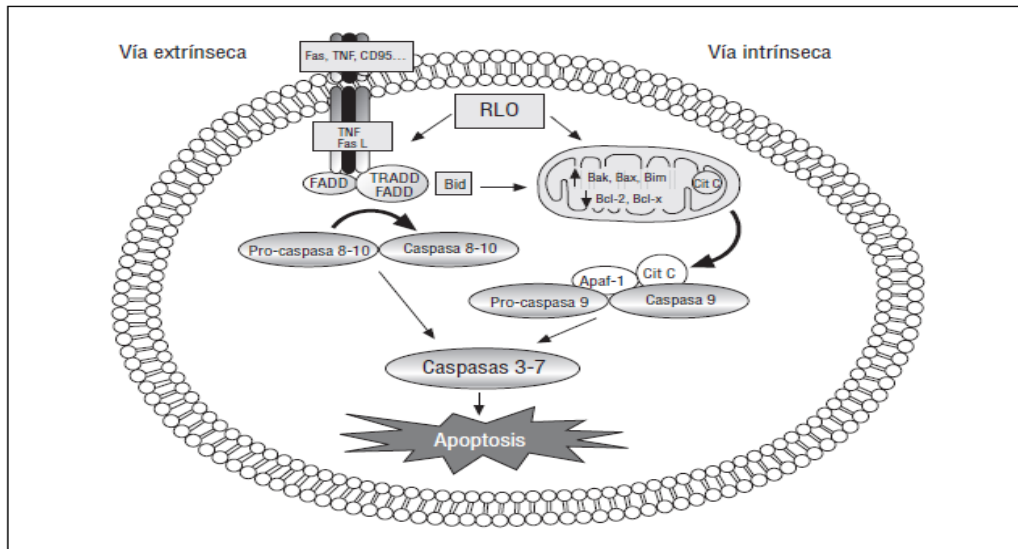 Vía extrínseca
Fas, TNF, CD95...
Vía intrínseca
RLO
TNF
Fas L
FADD
TRADD
FADD
Bid
Bak, Bax, Bim
Bcl-2, Bcl-x
Cit C
Pro-caspasa 8-10
Caspasa 8-10
Apaf-1
Cit C
Pro-caspasa 9
Caspasa 9
Caspasas 3-7
Apoptosis